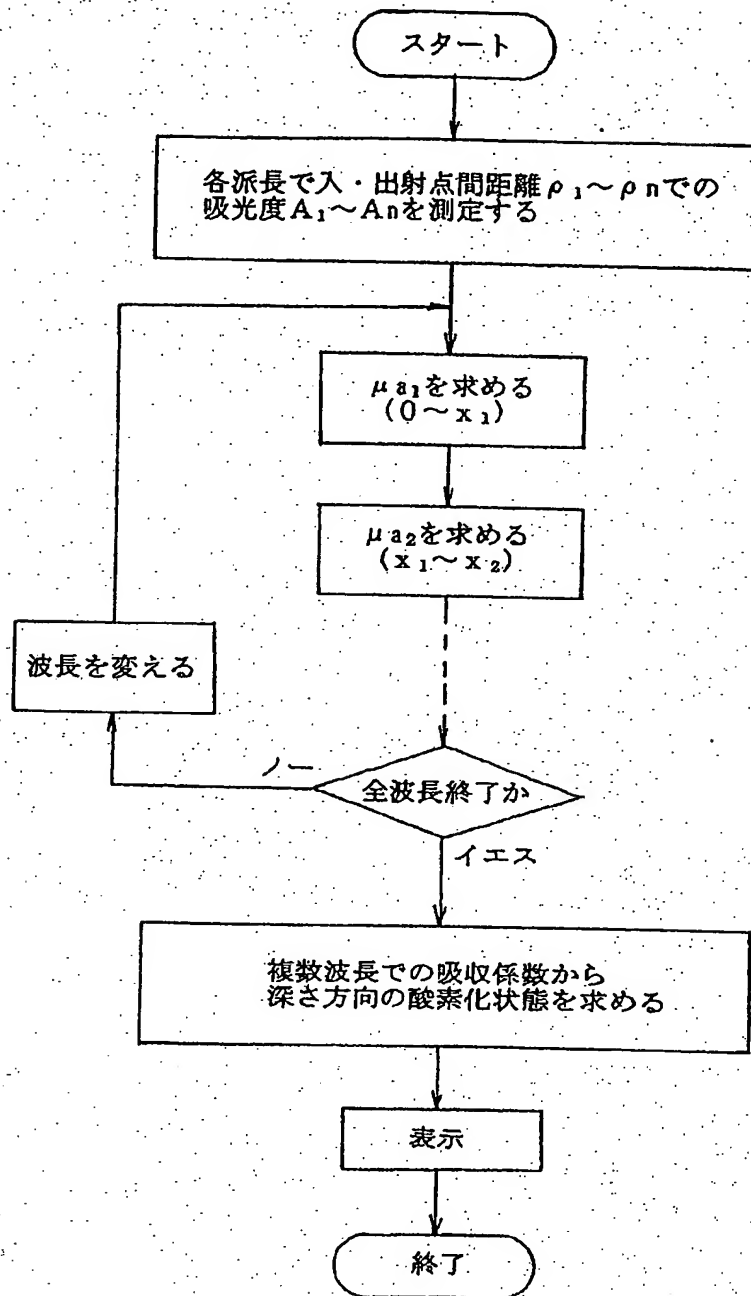 スタート
各派長で入・出射点間距離ρ₁～ρnでの
吸光度A₁～Anを測定する
μa₁を求める
(0～x₁)
μa₂を求める
(x₁～x₂)
波長を変える
ノー
全波長終了か
イエス
複数波長での吸収係数から
深さ方向の酸素化状態を求める
表示
終了